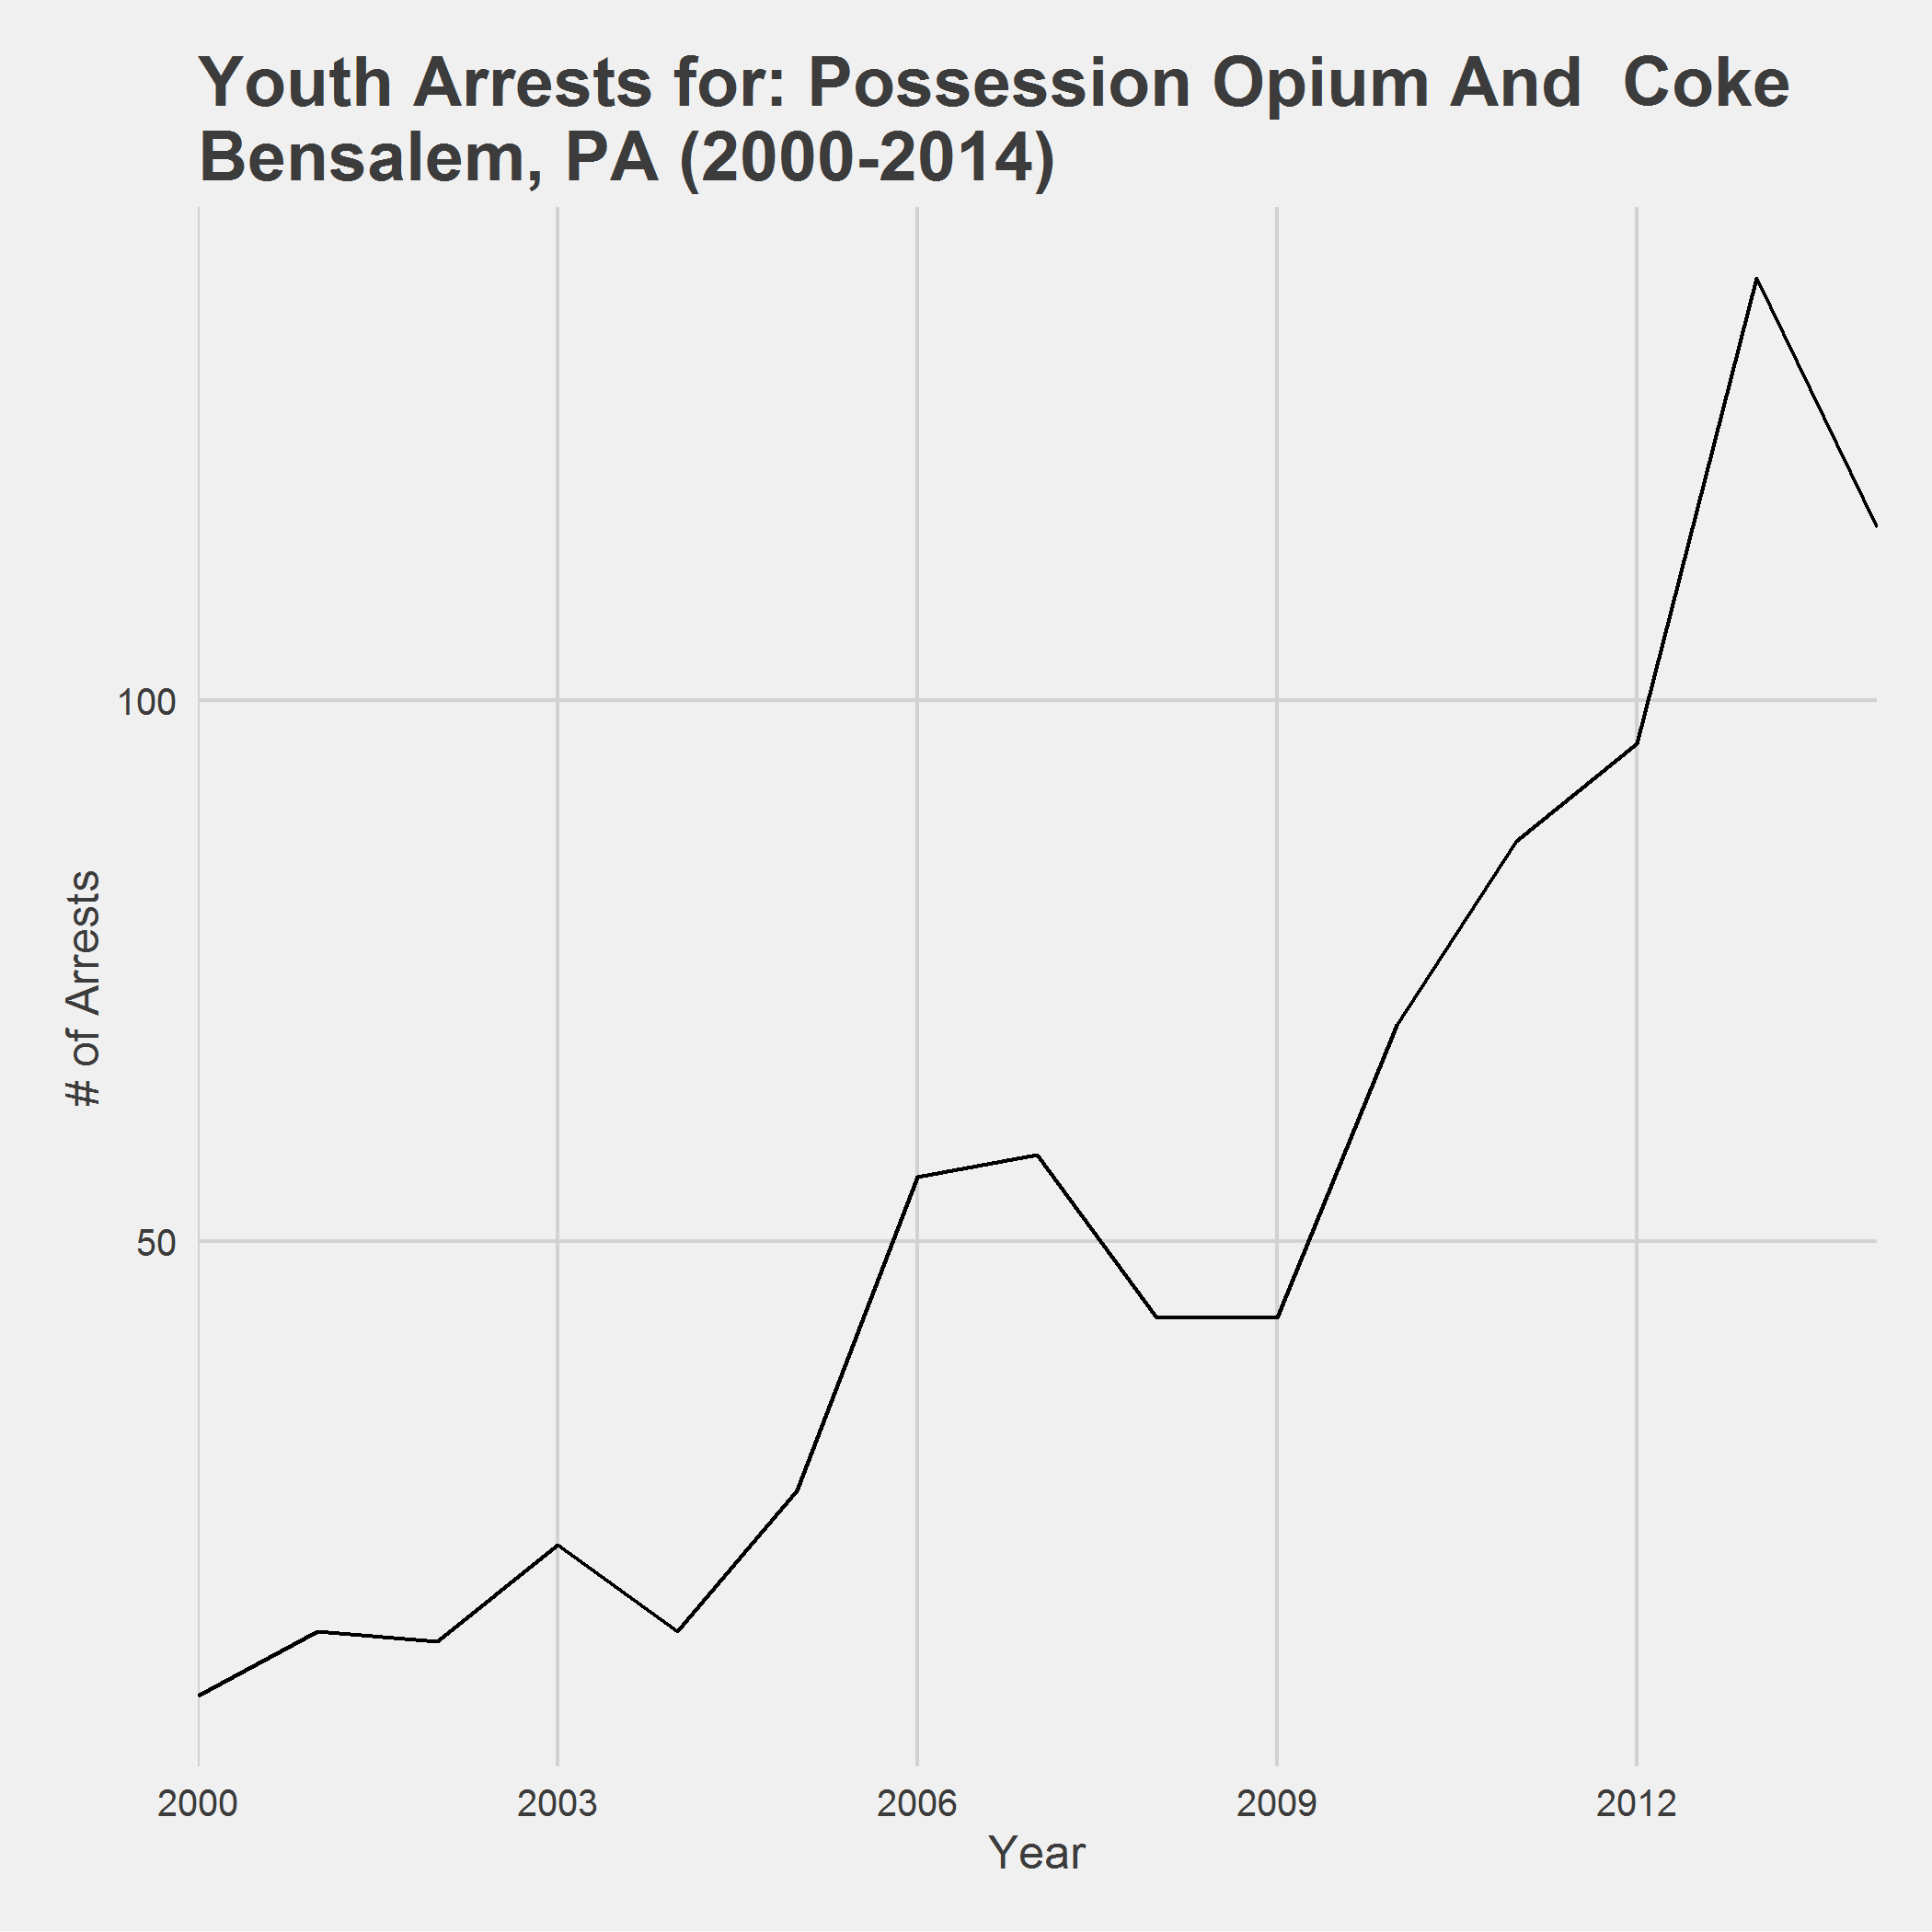 Youth Arrests for: Possession Opium And  Coke
Bensalem, PA (2000-2014)
# of Arrests
100
50
2000 2003 2006 2009 2012
Year